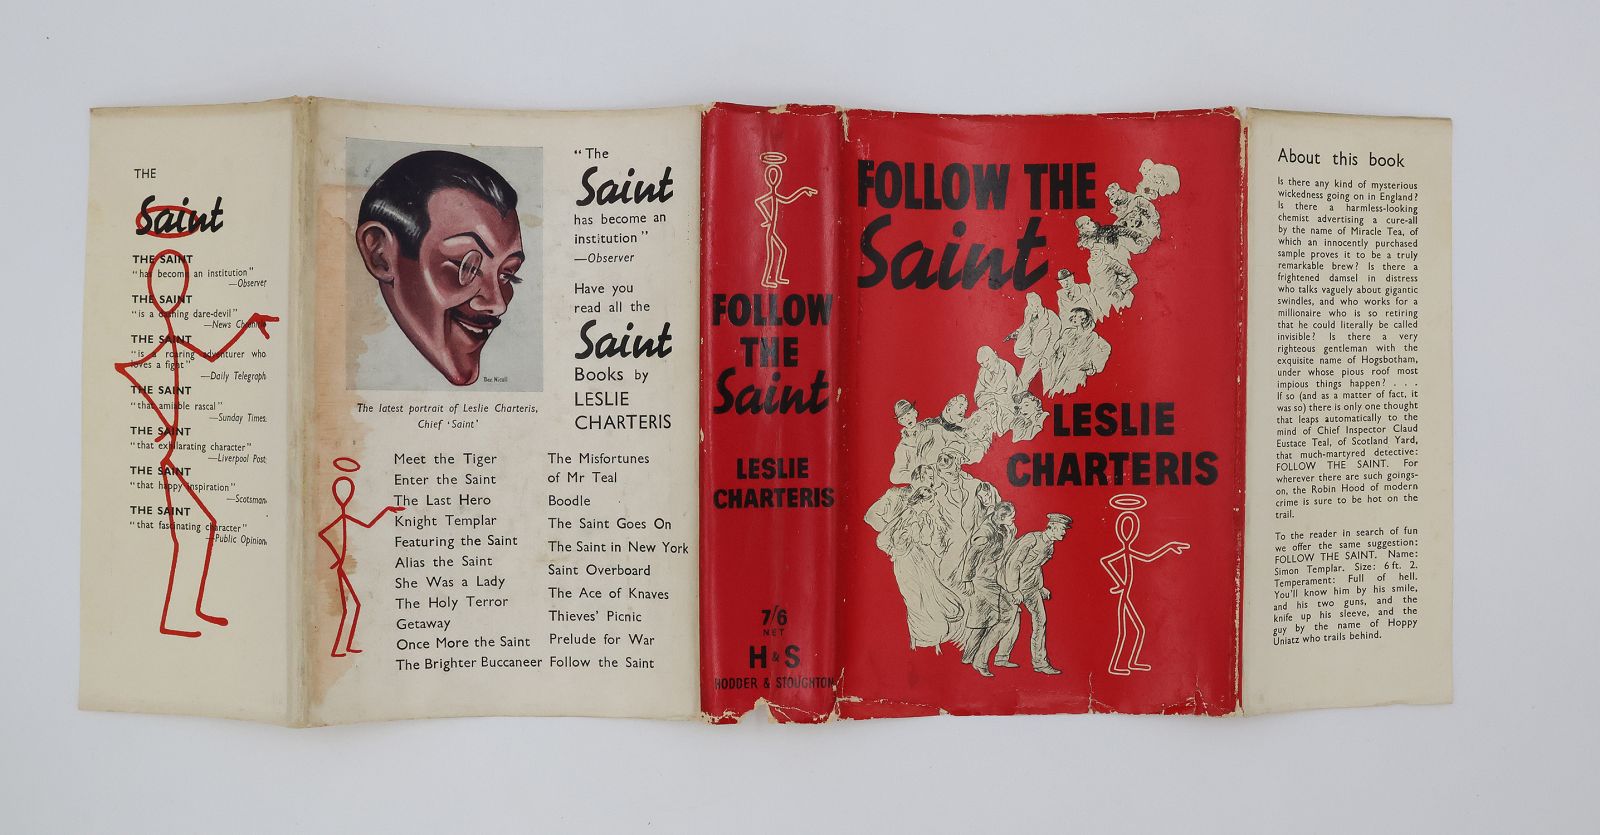 THE
Saint
THE SAINT
"has become an institution"
—Observer
THE SAINT
"is a dashing dare-devil"
—News Chronicle
THE SAINT
"is a roaring adventurer who
loves a fight"
—Daily Telegraph
THE SAINT
"that amiable rascal"
—Sunday Times
THE SAINT
"that exhilarating character"
—Liverpool Post
THE SAINT
"that happy inspiration"
—Scotsman
THE SAINT
"that fascinating character"
—Public Opinion
The latest portrait of Leslie Charteris,
Chief 'Saint'
"The
Saint
has become an
institution"
—Observer
Have you
read all the
Saint
Books by
LESLIE
CHARTERIS
Meet the Tiger
Enter the Saint
The Last Hero
Knight Templar
Featuring the Saint
Alias the Saint
She Was a Lady
The Holy Terror
Getaway
Once More the Saint
The Brighter Buccaneer
The Misfortunes
of Mr Teal
Boodle
The Saint Goes On
The Saint in New York
Saint Overboard
The Ace of Knaves
Thieves' Picnic
Prelude for War
Follow the Saint
FOLLOW
THE
Saint
LESLIE
CHARTERIS
7/6
NET
H & S
HODDER & STOUGHTON
FOLLOW THE
Saint
LESLIE
CHARTERIS
About this book
Is there any kind of mysterious
wickedness going on in England?
Is there a harmless-looking
chemist advertising a cure-all
by the name of Miracle Tea, of
which an innocently purchased
sample proves it to be a truly
remarkable brew? Is there a
frightened damsel in distress
who talks vaguely about gigantic
swindles, and who works for a
millionaire who is so retiring
that he could literally be called
invisible? Is there a very
righteous gentleman with the
exquisite name of Hogsbotham,
under whose pious roof most
impious things happen? . . .
If so (and as a matter of fact, it
was so) there is only one thought
that leaps automatically to the
mind of Chief Inspector Claud
Eustace Teal, of Scotland Yard,
that much-martyred detective:
FOLLOW THE SAINT. For
wherever there are such goings-
on, the Robin Hood of modern
crime is sure to be hot on the
trail.
To the reader in search of fun
we offer the same suggestion:
FOLLOW THE SAINT. Name:
Simon Templar. Size: 6 ft. 2.
Temperament: Full of hell.
You'll know him by his smile,
and his two guns, and the
knife up his sleeve, and the
guy by the name of Hoppy
Uniatz who trails behind.